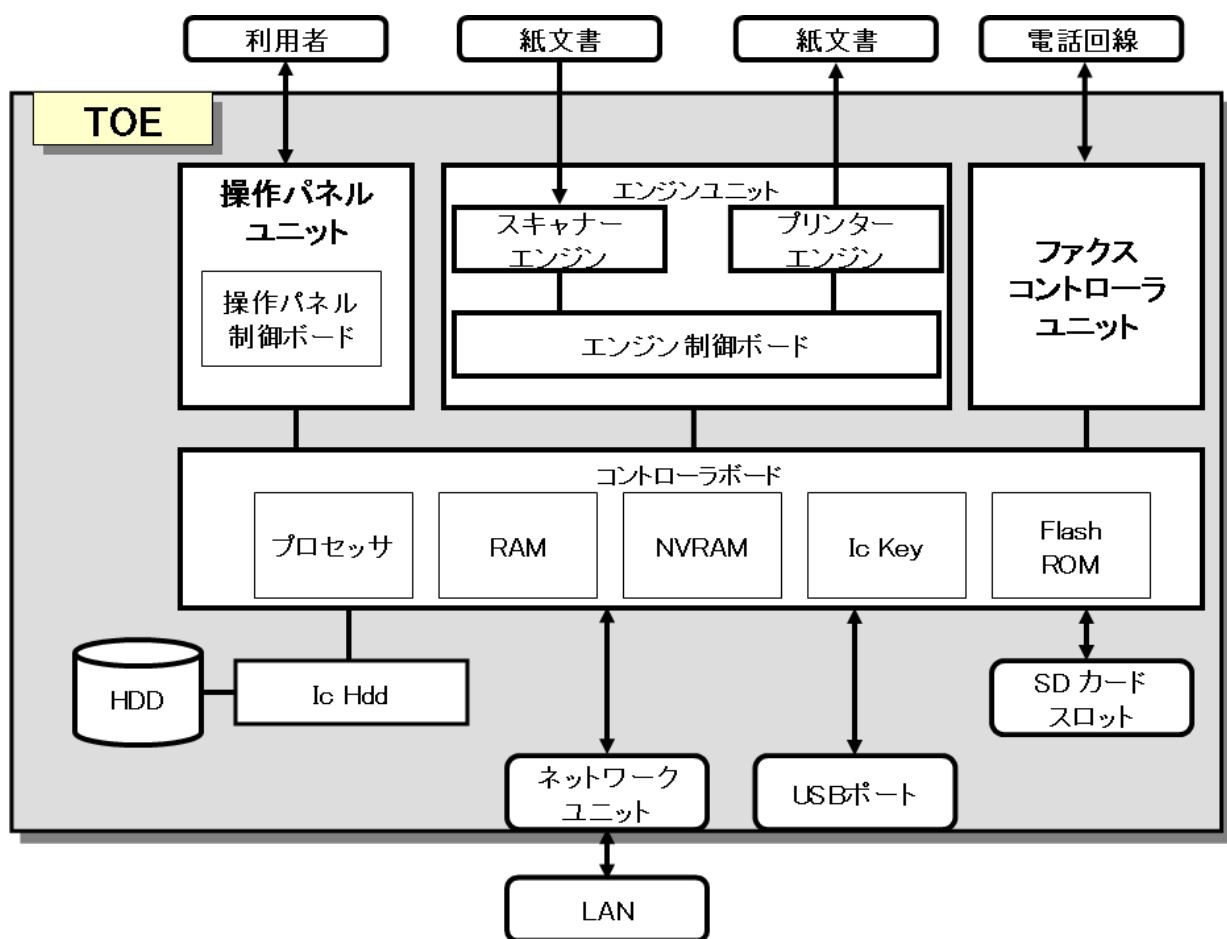 利用者
紙文書
紙文書
電話回線
TOE
操作パネル
ユニット
操作パネル
制御ボード
エンジンユニット
スキャナー
エンジン
プリンター
エンジン
エンジン制御ボード
ファクス
コントローラ
ユニット
コントローラボード
プロセッサ
RAM
NVRAM
Ic Key
Flash
ROM
HDD
Ic Hdd
SD カード
スロット
ネットワーク
ユニット
USBポート
LAN